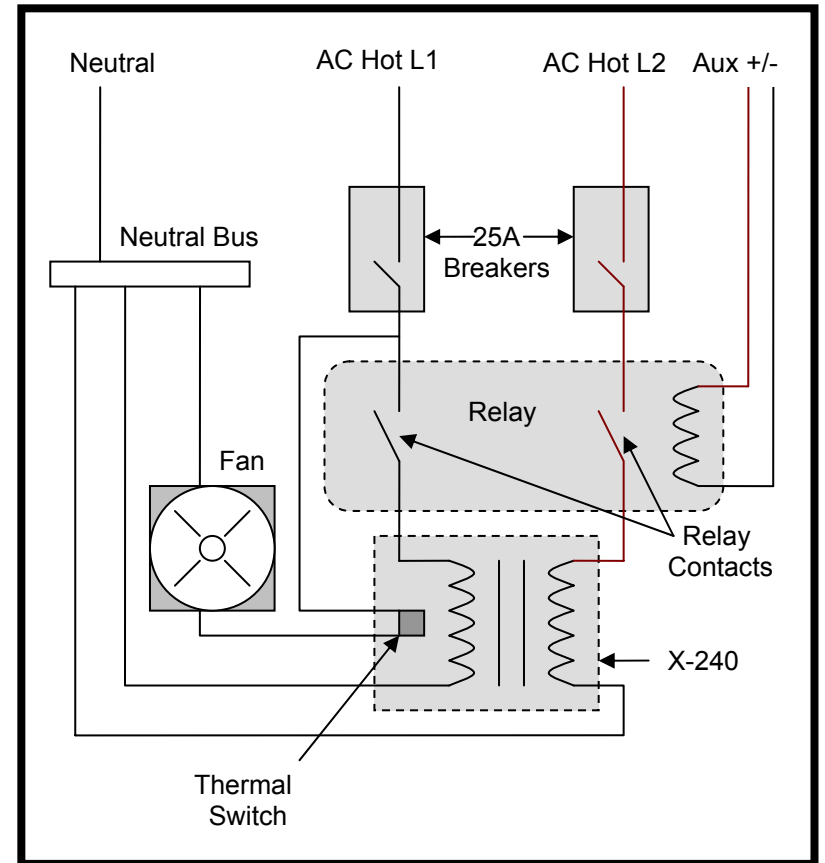 Neutral
AC Hot L1
AC Hot L2
Aux +/-
Neutral Bus
25A
Breakers
Relay
Fan
Relay
Contacts
X-240
Thermal
Switch